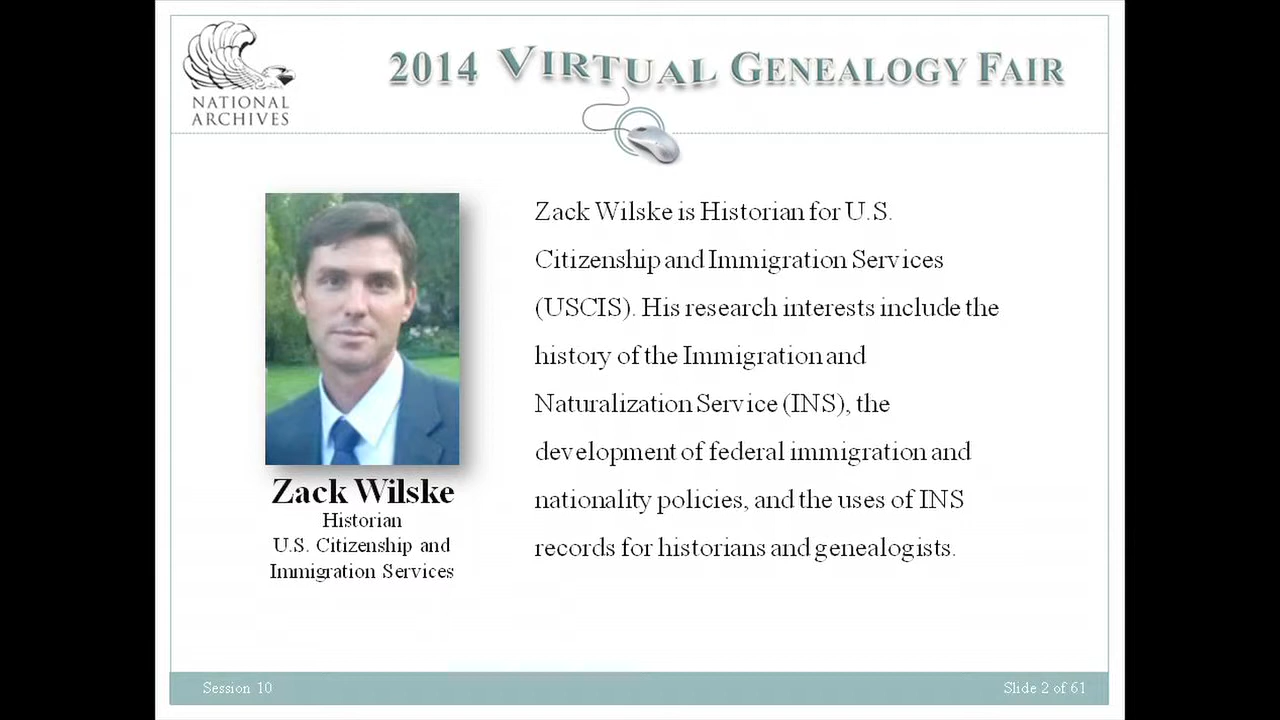 NATIONAL
ARCHIVES
2014 VIRTUAL GENEALOGY FAIR
Zack Wilske is Historian for U.S.
Citizenship and Immigration Services
(USCIS). His research interests include the
history of the Immigration and
Naturalization Service (INS), the
development of federal immigration and
nationality policies, and the uses of INS
records for historians and genealogists.
Zack Wilske
Historian
U.S. Citizenship and
Immigration Services
Session 10
Slide 2 of 61